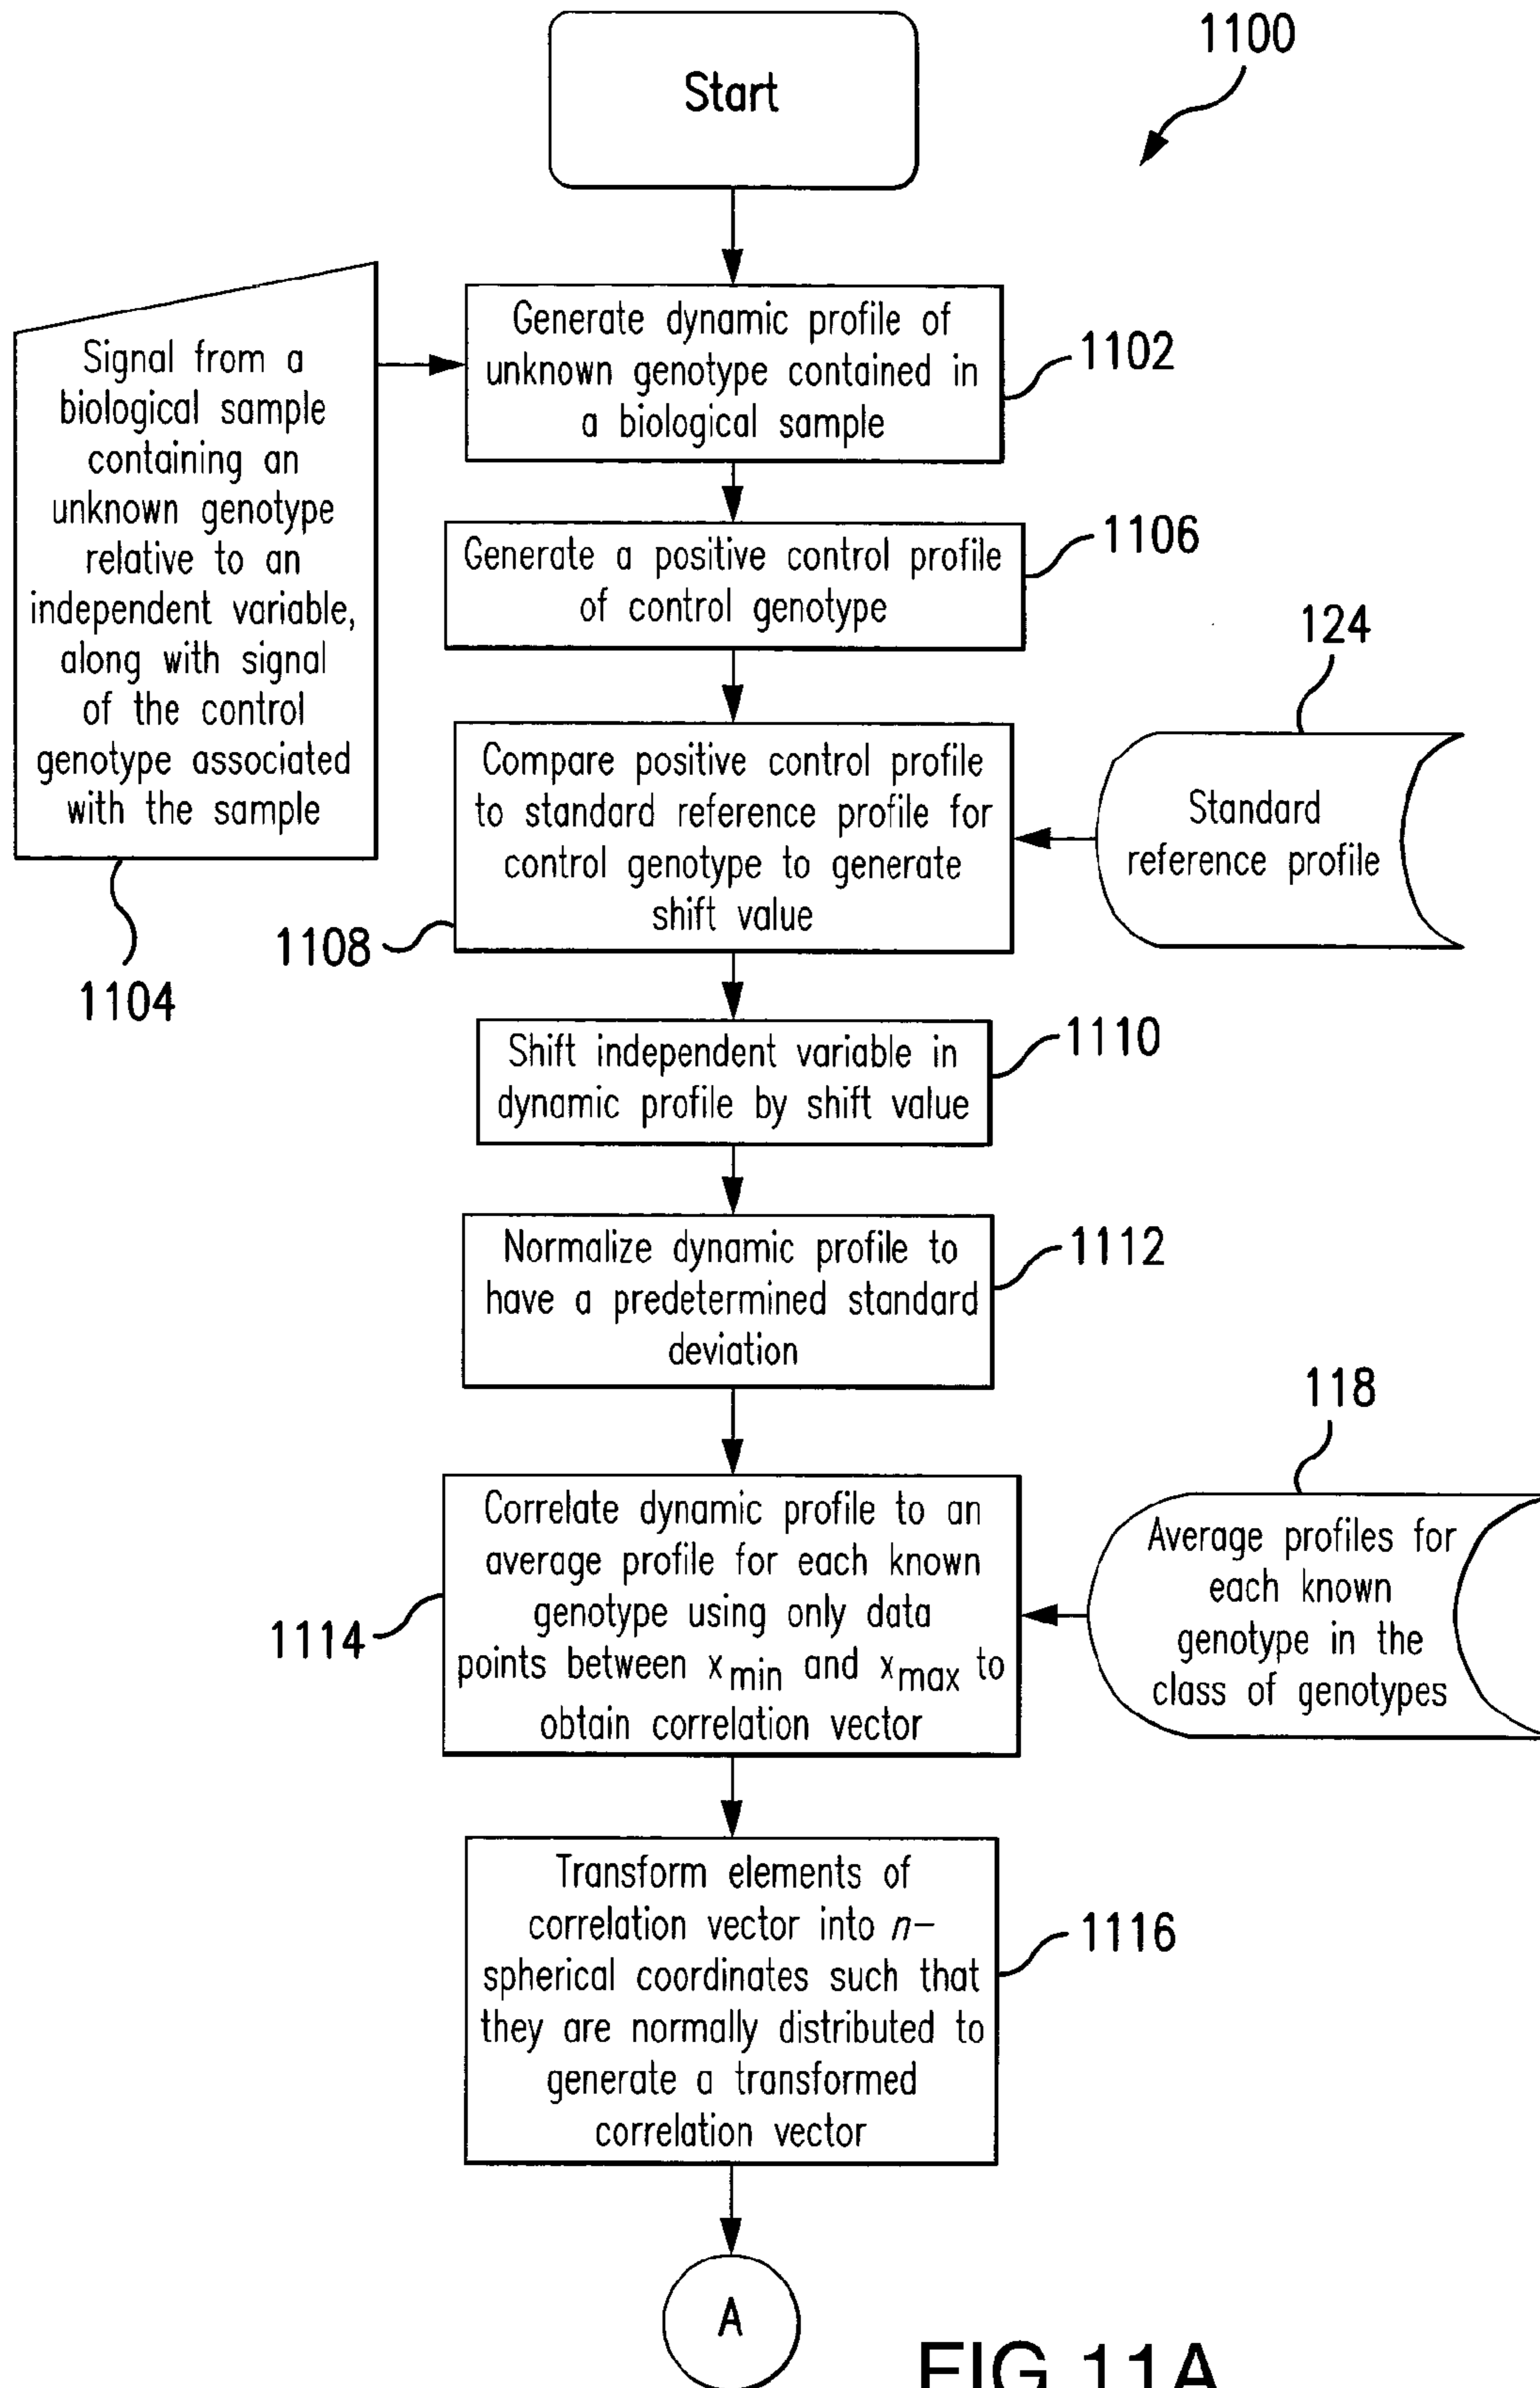 1100
Start
Signal from a
biological sample
containing an
unknown genotype
relative to an
independent variable,
along with signal
of the control
genotype associated
with the sample
1104
Generate dynamic profile of
unknown genotype contained in
a biological sample
1102
Generate a positive control profile
of control genotype
1106
Compare positive control profile
to standard reference profile for
control genotype to generate
shift value
1108
124
Standard
reference profile
Shift independent variable in
dynamic profile by shift value
1110
Normalize dynamic profile to
have a predetermined standard
deviation
1112
Correlate dynamic profile to an
average profile for each known
genotype using only data
points between xmin and xmax to
obtain correlation vector
1114
118
Average profiles for
each known
genotype in the
class of genotypes
Transform elements of
correlation vector into n-
spherical coordinates such that
they are normally distributed to
generate a transformed
correlation vector
1116
A
FIG.11A